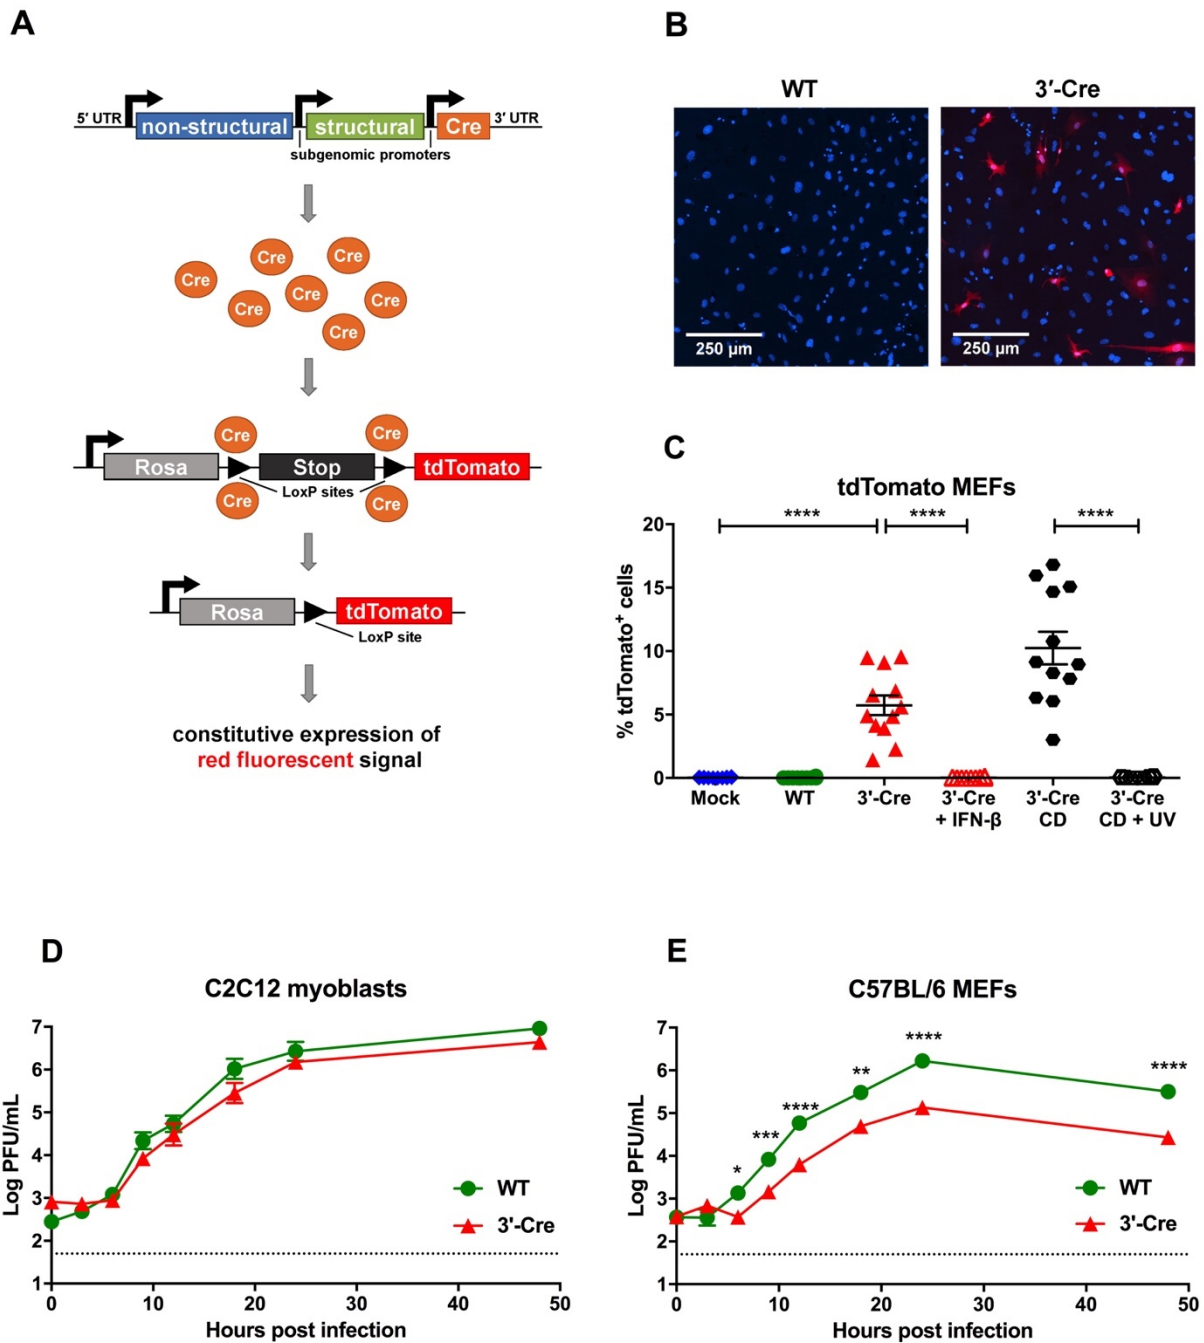 A
5′ UTR
non-structural
structural
Cre
3′ UTR
subgenomic promoters
Cre
Cre
Cre
Cre
Cre
Cre
Cre
Cre
Cre
Rosa
Stop
tdTomato
LoxP sites
Cre
Cre
Rosa
tdTomato
LoxP site
constitutive expression of
red fluorescent signal
B
WT
3′-Cre
250 µm
250 µm
C
tdTomato MEFs
**** **** ****
% tdTomato⁺ cells
20
15
10
5
0
Mock
WT
3'-Cre
3'-Cre
+ IFN-β
3'-Cre
CD
3'-Cre
CD + UV
D
C2C12 myoblasts
Log PFU/mL
7
6
5
4
3
2
1
0 10 20 30 40 50
Hours post infection
WT
3'-Cre
E
C57BL/6 MEFs
Log PFU/mL
7
6
5
4
3
2
1
* *** **** ** **** ****
0 10 20 30 40 50
Hours post infection
WT
3'-Cre